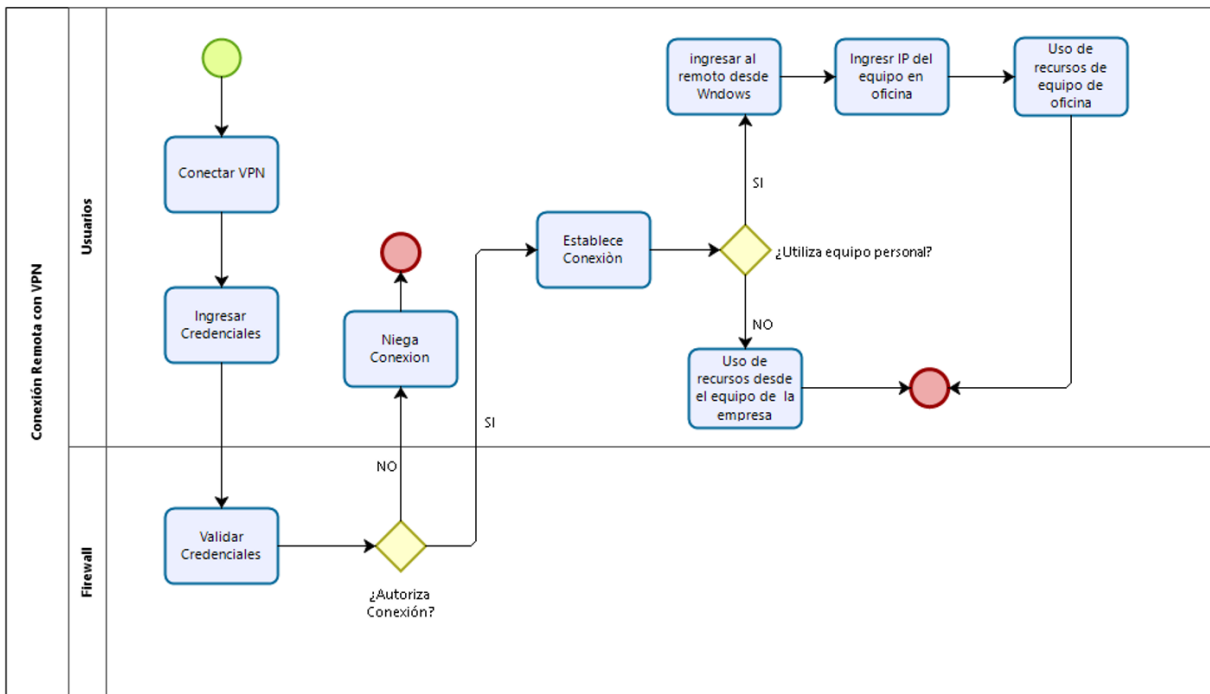 Conexión Remota con VPN
Usuarios
Conectar VPN
Ingresar
Credenciales
Niega
Conexion
NO
SI
Establece
Conexiòn
¿Utiliza equipo personal?
SI
NO
ingresar al
remoto desde
Wndows
Ingresr IP del
equipo en
oficina
Uso de
recursos de
equipo de
oficina
Uso de
recursos desde
el equipo de la
empresa
Firewall
Validar
Credenciales
¿Autoriza
Conexión?